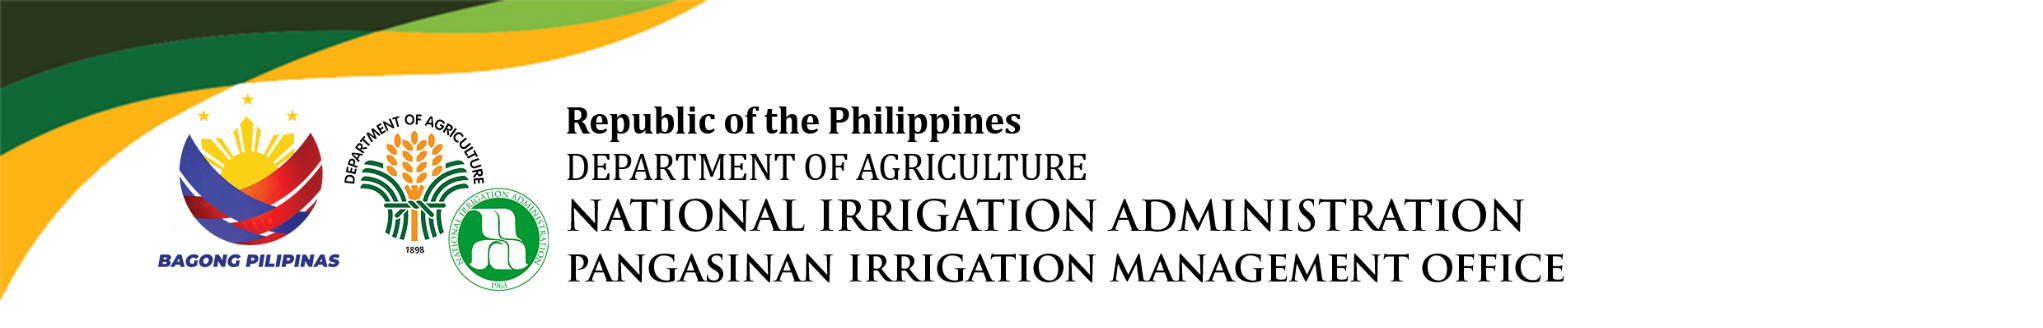 BAGONG PILIPINAS
DEPARTMENT OF AGRICULTURE
1898
NATIONAL IRRIGATION ADMINISTRATION
1963
Republic of the Philippines
DEPARTMENT OF AGRICULTURE
NATIONAL IRRIGATION ADMINISTRATION
PANGASINAN IRRIGATION MANAGEMENT OFFICE